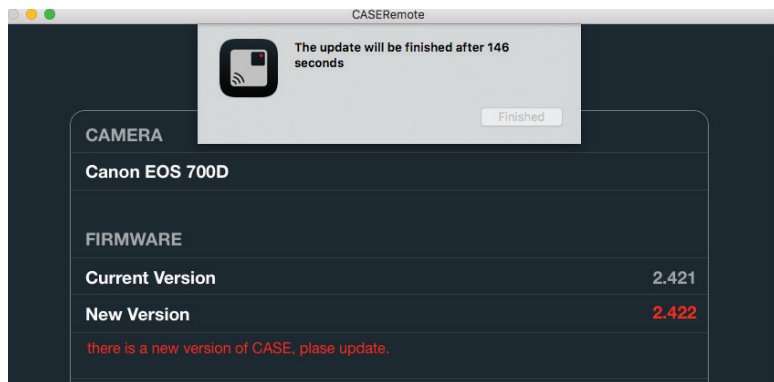 CASERemote
The update will be finished after 146
seconds
Finished
CAMERA
Canon EOS 700D
FIRMWARE
Current Version 2.421
New Version 2.422
there is a new version of CASE, plase update.